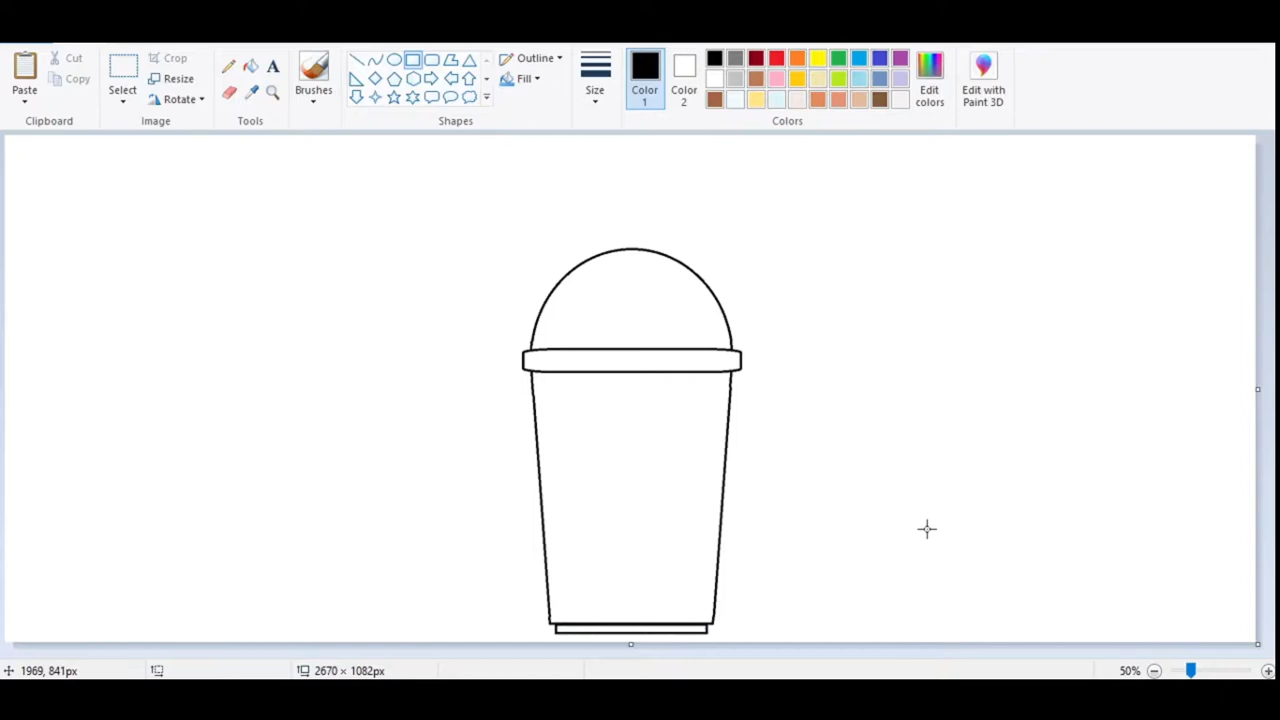 Cut
Copy
Paste
Clipboard
Crop
Resize
Rotate
Select
Image
A
Tools
Brushes
Outline
Fill
Shapes
Size
Color 1
Color 2
Edit colors
Colors
Edit with Paint 3D
1969, 841px
2670 × 1082px
50%